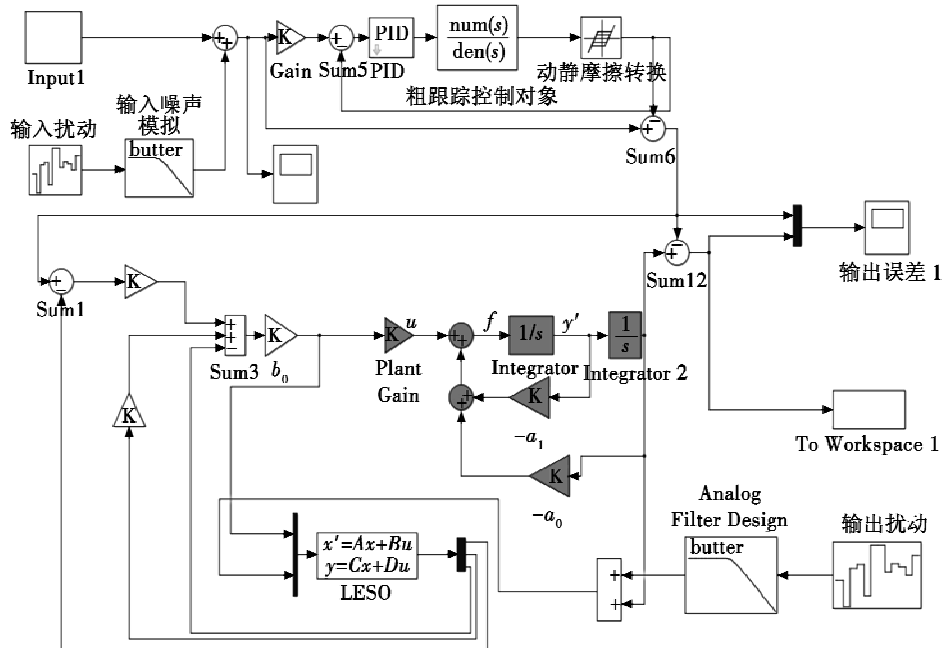 Input1
++
K
Gain
+−
Sum5
PID
PID
num(s)
den(s)
动静摩擦转换
粗跟踪控制对象
输入扰动
输入噪声
模拟
butter
+−
Sum6
+−
Sum12
输出误差 1
+−
Sum1
K
+
+
−
Sum3
K
b₀
K
u
Plant
Gain
++
f
1/s
Integrator
y′
1
s
Integrator 2
K
++
K
−a₁
K
−a₀
To Workspace 1
Analog
Filter Design
butter
输出扰动
x′=Ax+Bu
y=Cx+Du
LESO
+
+